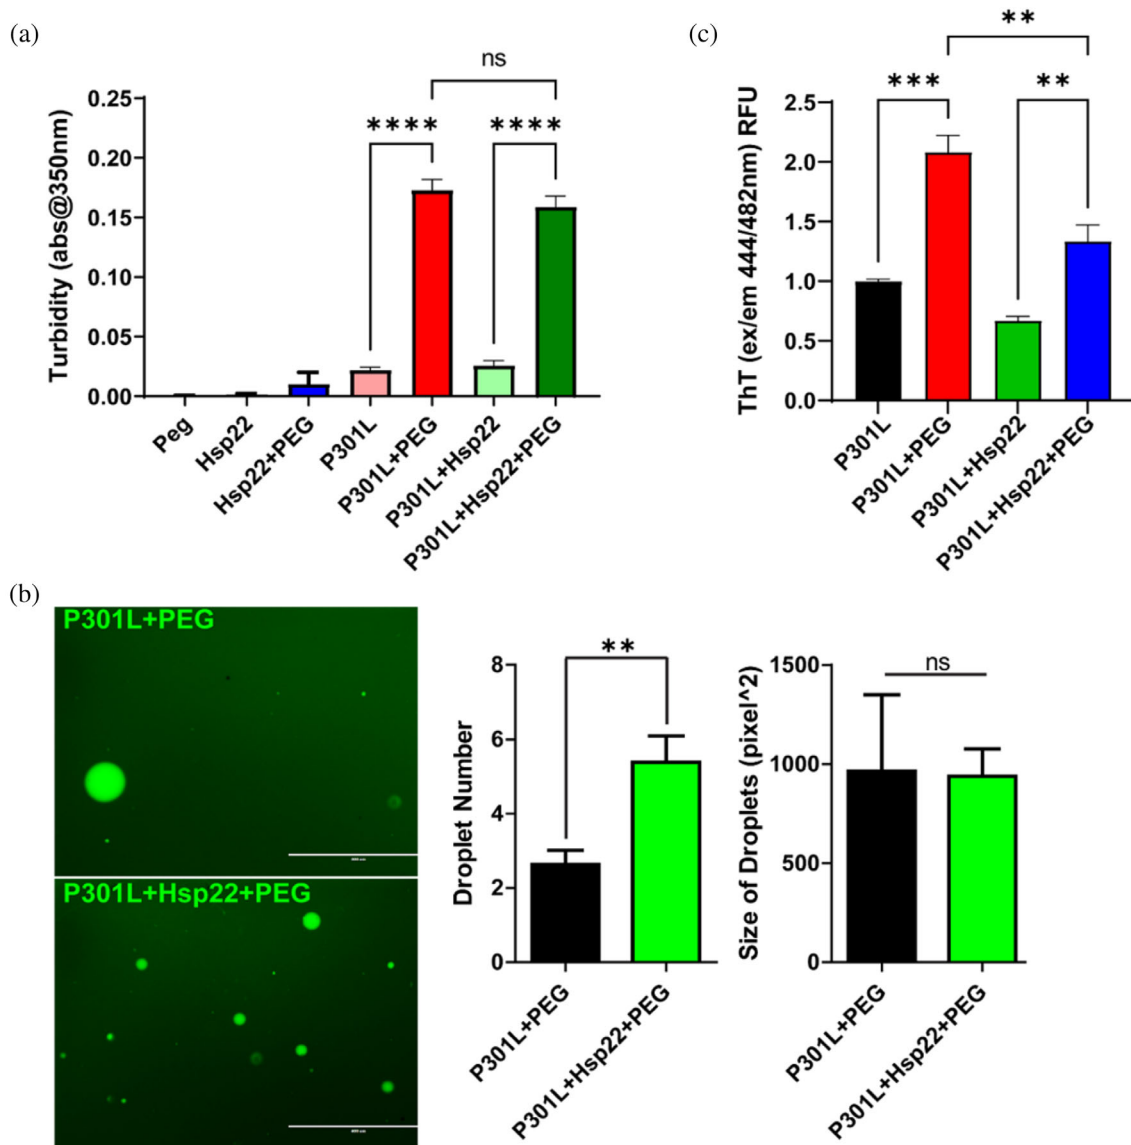 (a)
ns
**** ****
Turbidity (abs@350nm)
0.25
0.20
0.15
0.10
0.05
0.00
Peg
Hsp22
Hsp22+PEG
P301L
P301L+PEG
P301L+Hsp22
P301L+Hsp22+PEG
(c)
**
*** **
ThT (ex/em 444/482nm) RFU
2.5
2.0
1.5
1.0
0.5
0.0
P301L
P301L+PEG
P301L+Hsp22
P301L+Hsp22+PEG
(b)
P301L+PEG
P301L+Hsp22+PEG
**
Droplet Number
8
6
4
2
0
P301L+PEG
P301L+Hsp22+PEG
ns
Size of Droplets (pixel^2)
1500
1000
500
0
P301L+PEG
P301L+Hsp22+PEG